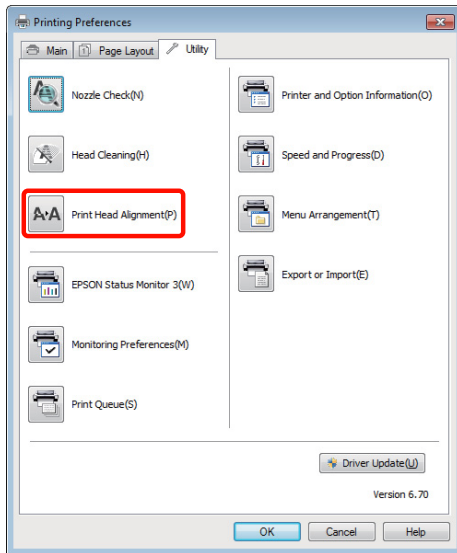 Printing Preferences
Main
Page Layout
Utility
Nozzle Check(N)
Head Cleaning(H)
A·A Print Head Alignment(P)
EPSON Status Monitor 3(W)
Monitoring Preferences(M)
Print Queue(S)
Printer and Option Information(O)
Speed and Progress(D)
Menu Arrangement(T)
Export or Import(E)
Driver Update(U)
Version 6.70
OK
Cancel
Help